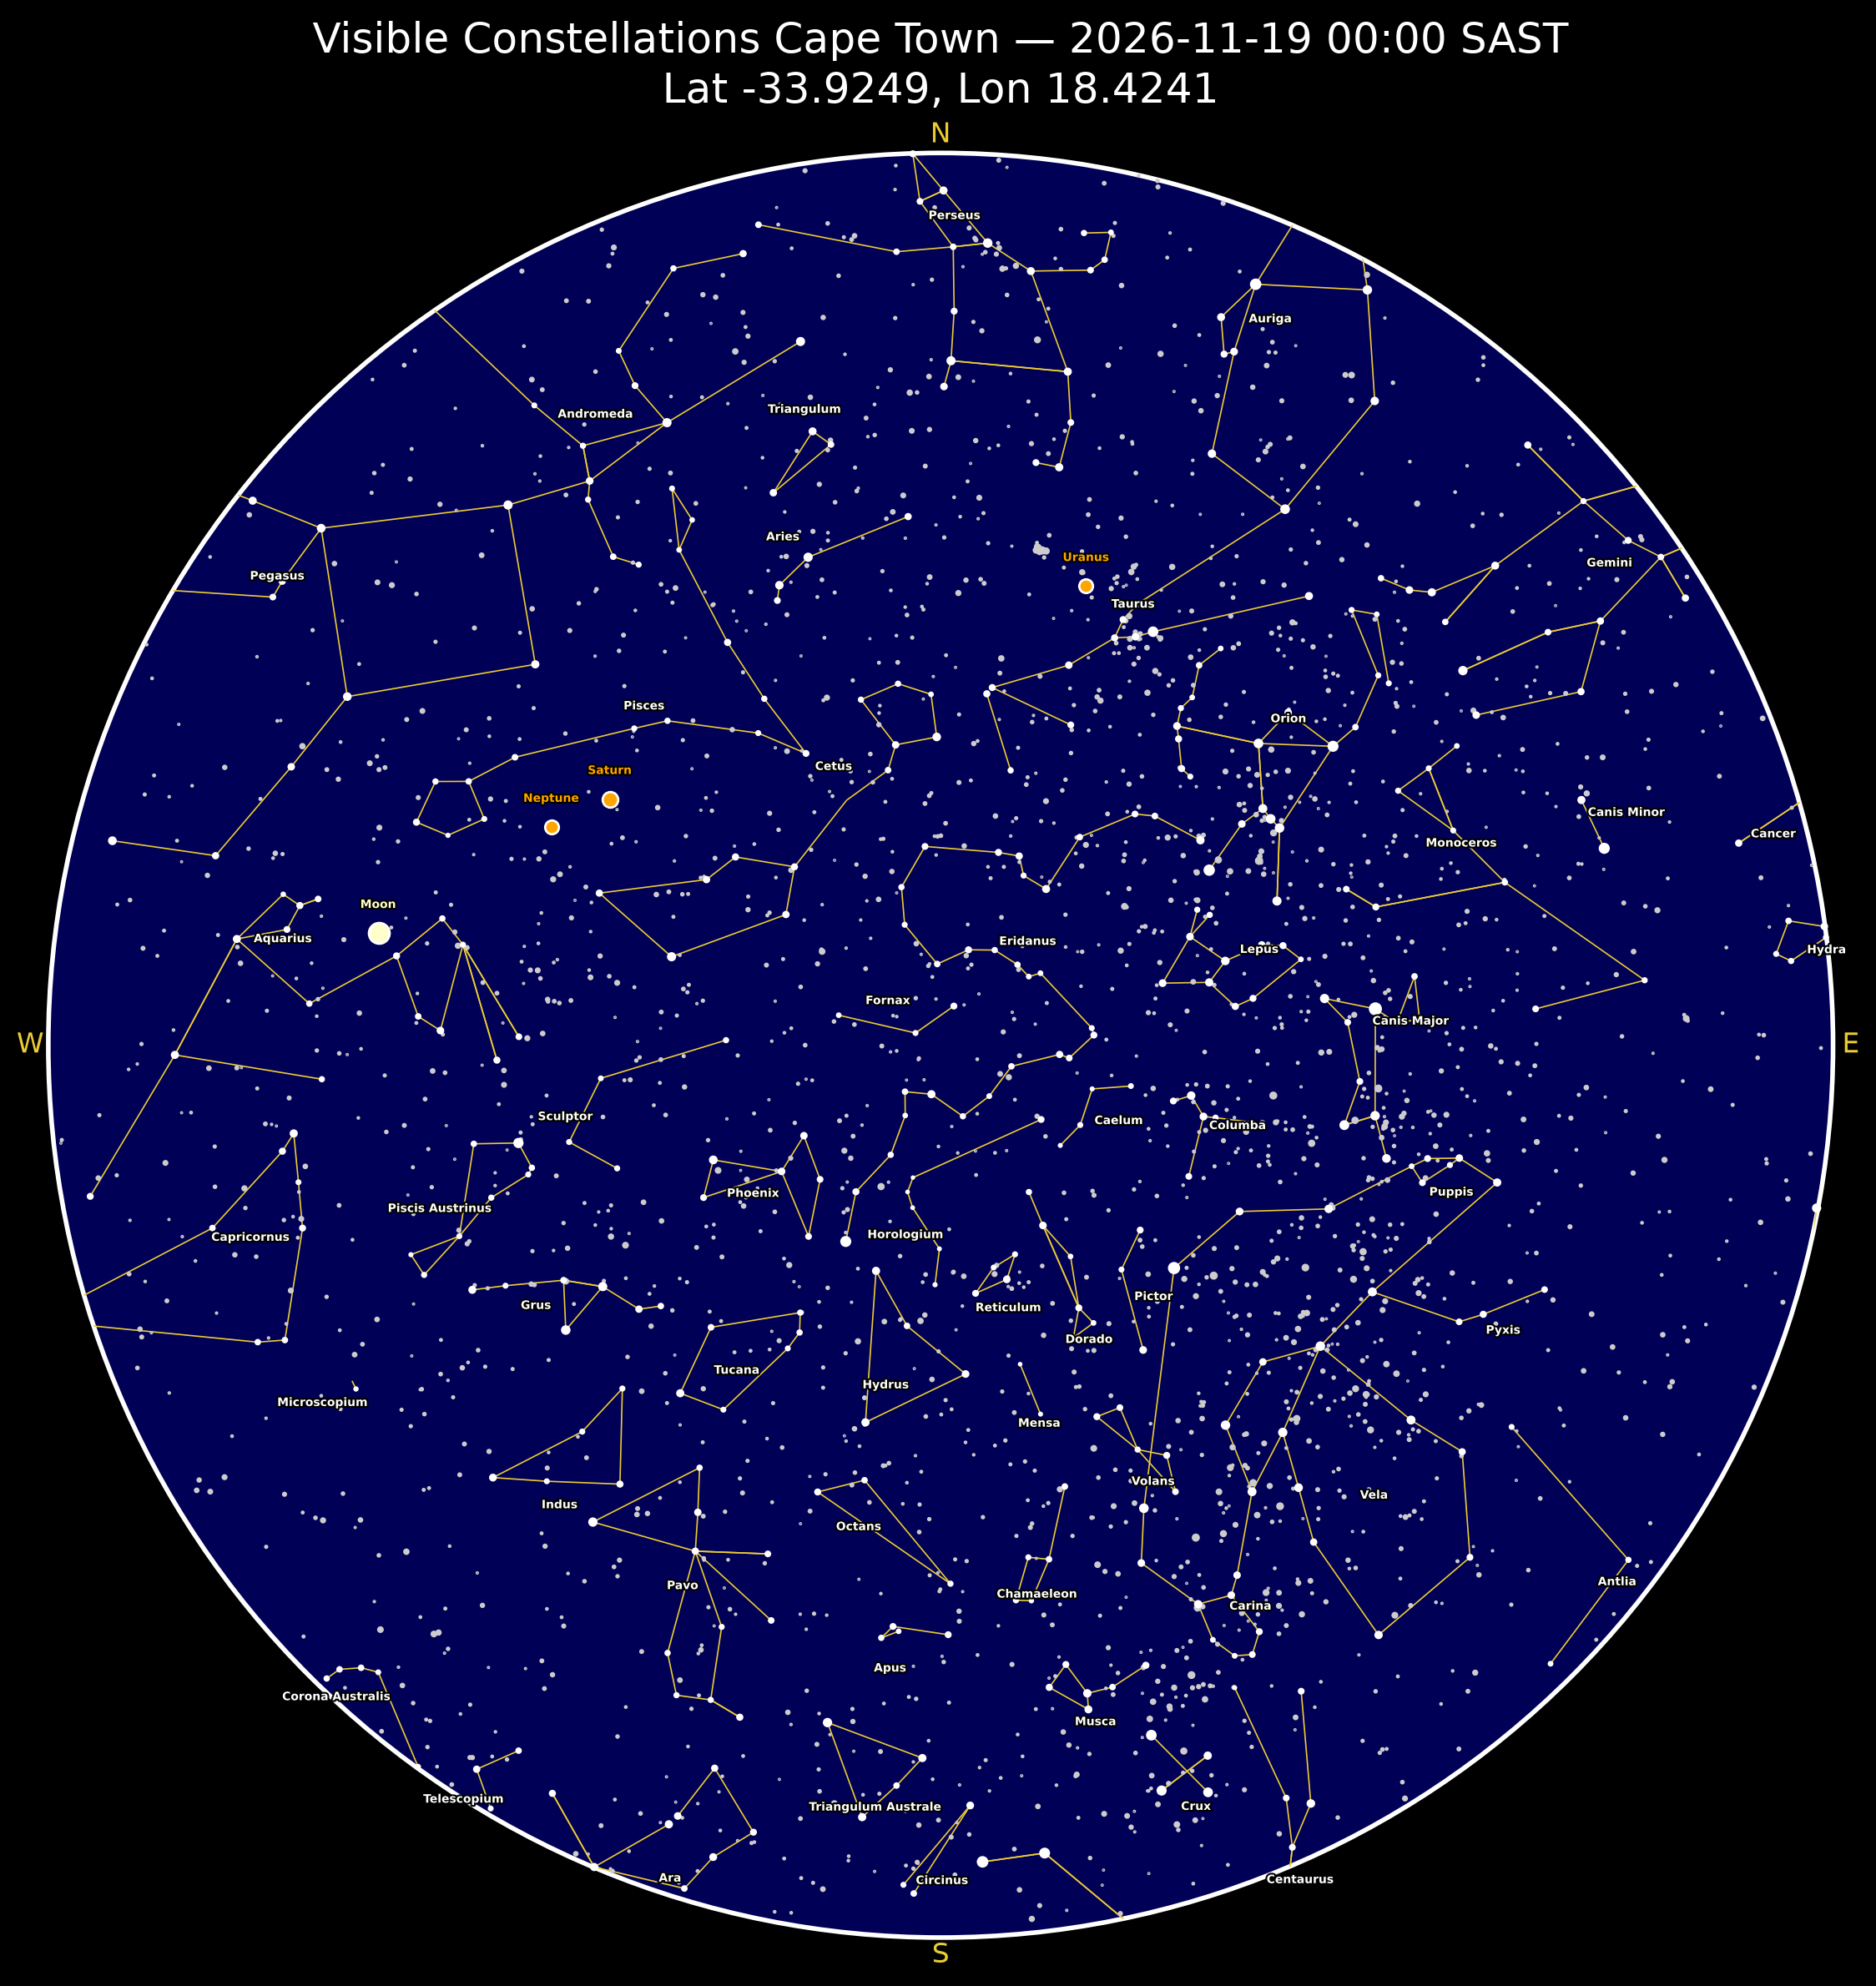 Visible Constellations Cape Town — 2026-11-19 00:00 SAST
Lat -33.9249, Lon 18.4241
N
Perseus
Auriga
Andromeda
Triangulum
Aries
Uranus
Gemini
Pegasus
Taurus
Pisces
Orion
Cetus
Saturn
Neptune
Canis Minor
Cancer
Monoceros
Moon
Aquarius
Eridanus
Lepus
Hydra
Fornax
Canis Major
W
E
Sculptor
Caelum
Columba
Phoenix
Puppis
Piscis Austrinus
Capricornus
Horologium
Pictor
Grus
Reticulum
Pyxis
Dorado
Tucana
Hydrus
Microscopium
Mensa
Volans
Vela
Indus
Octans
Pavo
Chamaeleon
Antlia
Carina
Apus
Corona Australis
Musca
Telescopium
Triangulum Australe
Crux
Ara
Circinus
Centaurus
S